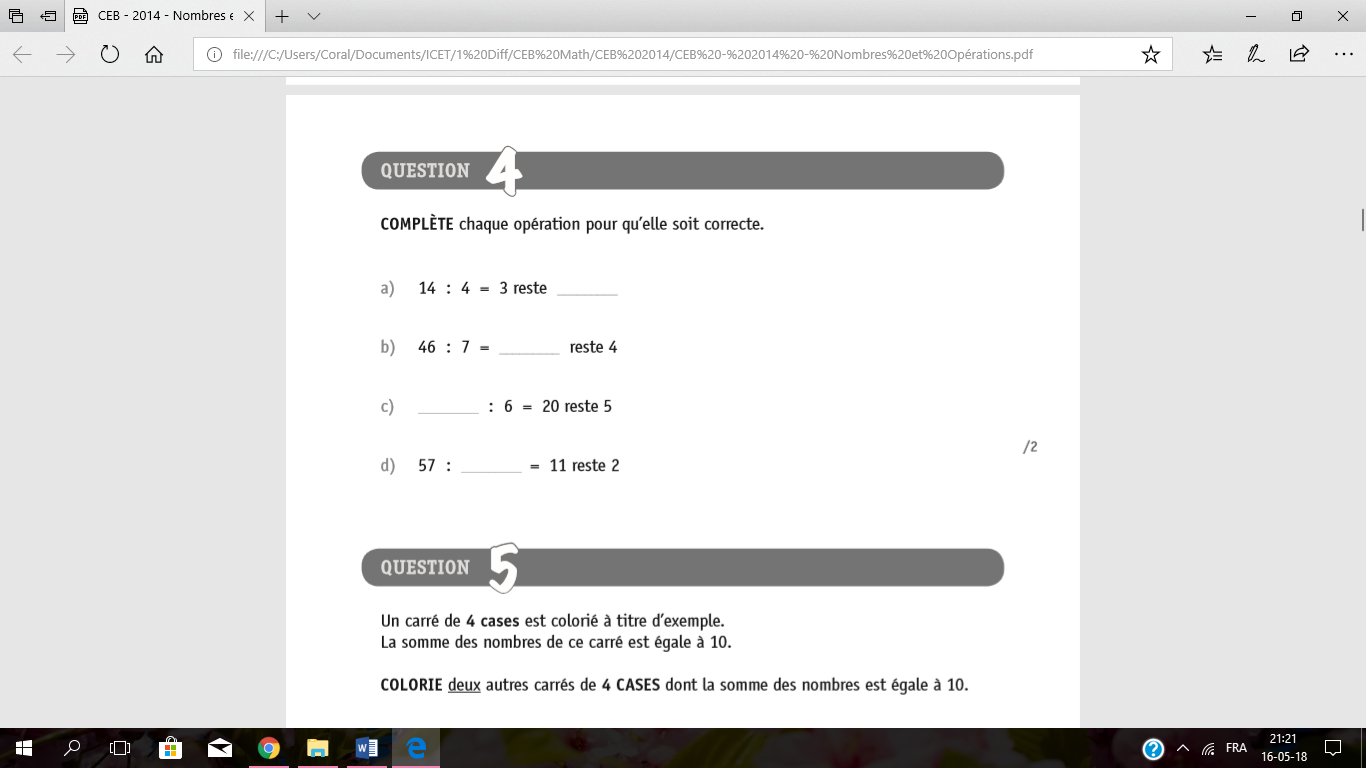 CEB - 2014 - Nombres e
file:///C:/Users/Coral/Documents/ICET/1%20Diff/CEB%20Math/CEB%202014/CEB%20-%202014%20-%20Nombres%20et%20Opérations.pdf
QUESTION 4
COMPLÈTE chaque opération pour qu'elle soit correcte.
a) 14 : 4 = 3 reste ______
b) 46 : 7 = ______ reste 4
c) ______ : 6 = 20 reste 5
/2
d) 57 : ______ = 11 reste 2
QUESTION 5
Un carré de 4 cases est colorié à titre d'exemple.
La somme des nombres de ce carré est égale à 10.
COLORIE deux autres carrés de 4 CASES dont la somme des nombres est égale à 10.
FRA
21:21
16-05-18